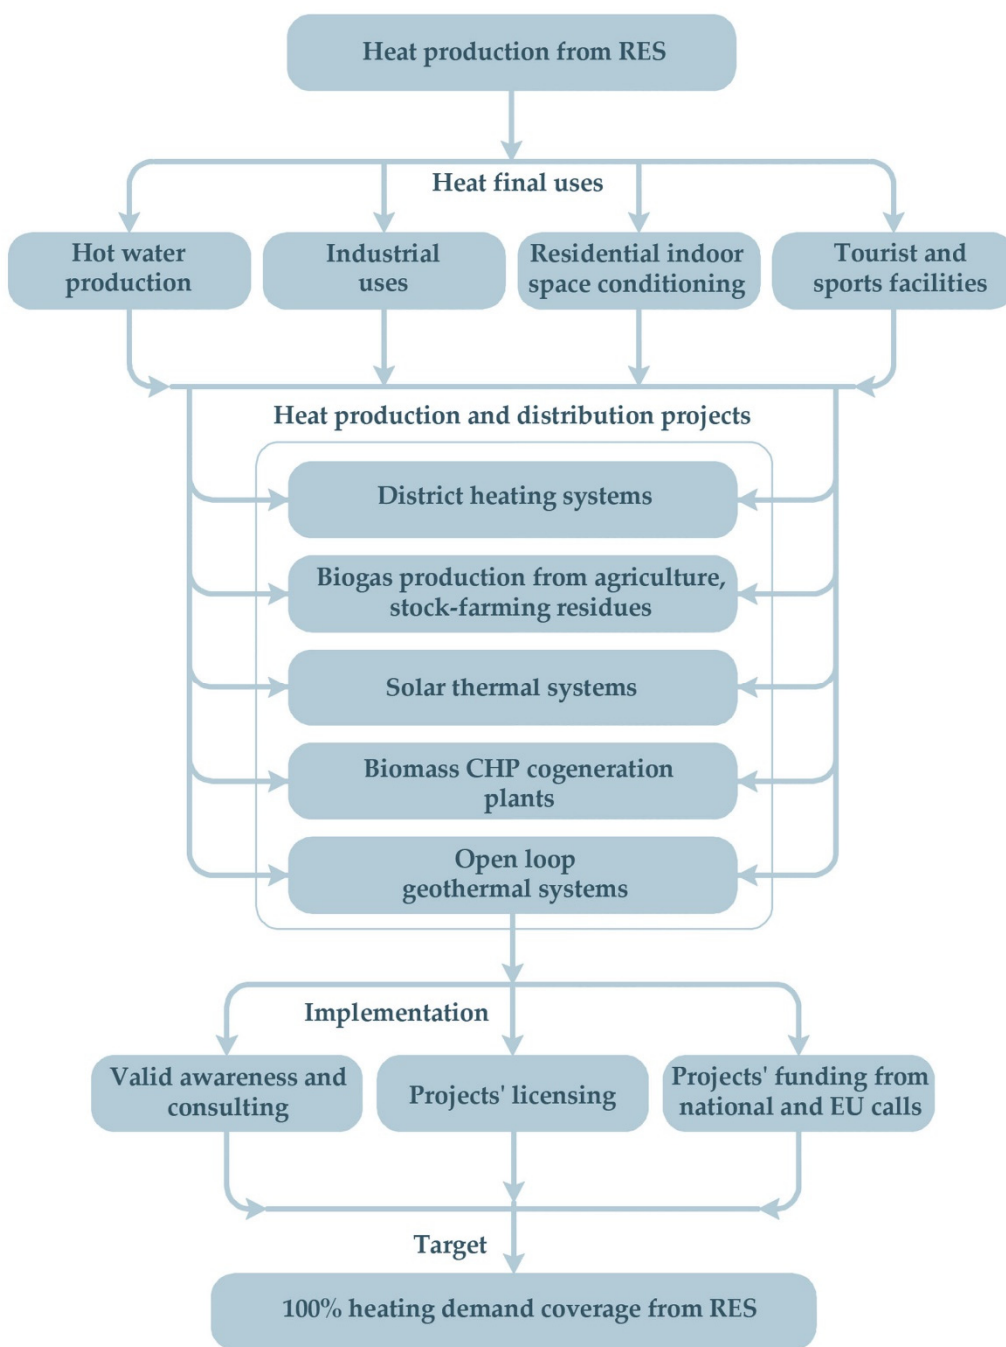 Heat production from RES
Heat final uses
Hot water
production
Industrial
uses
Residential indoor
space conditioning
Tourist and
sports facilities
Heat production and distribution projects
District heating systems
Biogas production from agriculture,
stock-farming residues
Solar thermal systems
Biomass CHP cogeneration
plants
Open loop
geothermal systems
Implementation
Valid awareness and
consulting
Projects' licensing
Projects' funding from
national and EU calls
Target
100% heating demand coverage from RES